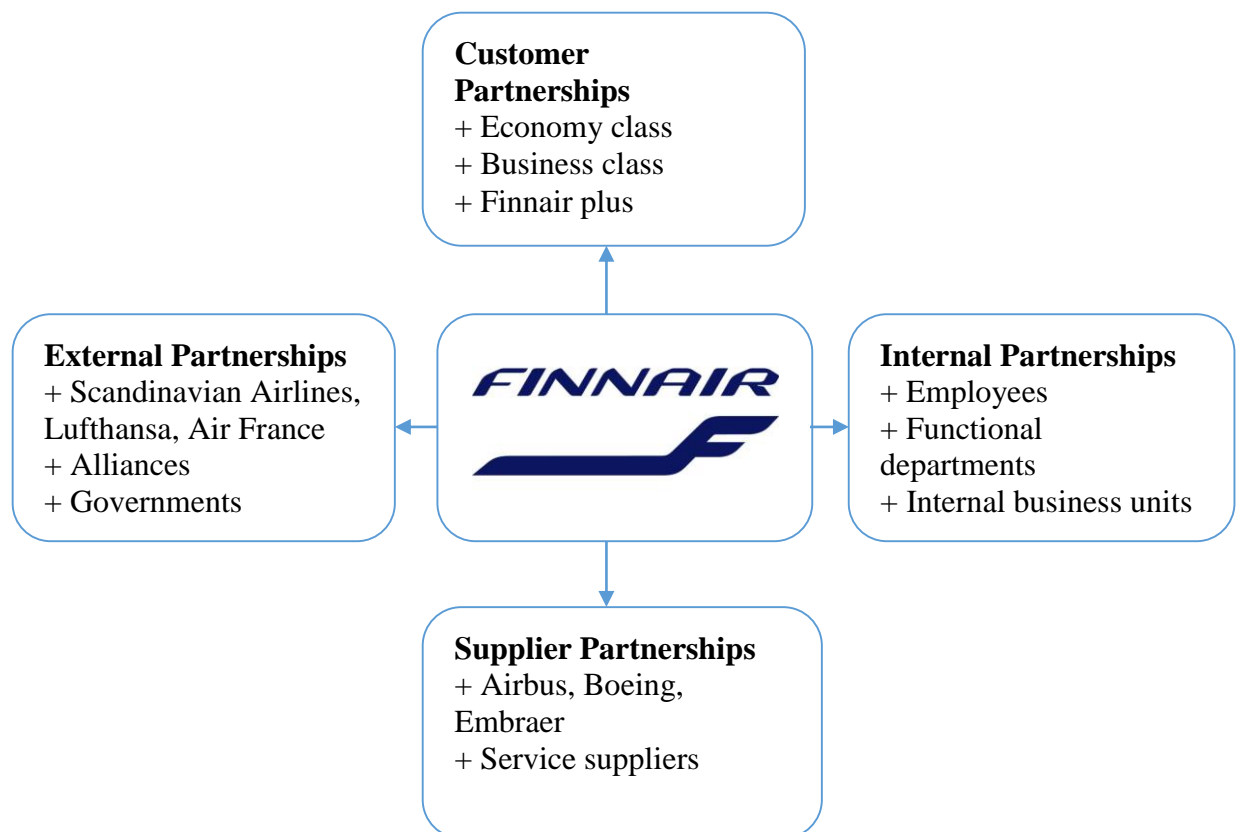 Customer
Partnerships
+ Economy class
+ Business class
+ Finnair plus
External Partnerships
+ Scandinavian Airlines,
Lufthansa, Air France
+ Alliances
+ Governments
FINNAIR
Internal Partnerships
+ Employees
+ Functional
departments
+ Internal business units
Supplier Partnerships
+ Airbus, Boeing,
Embraer
+ Service suppliers